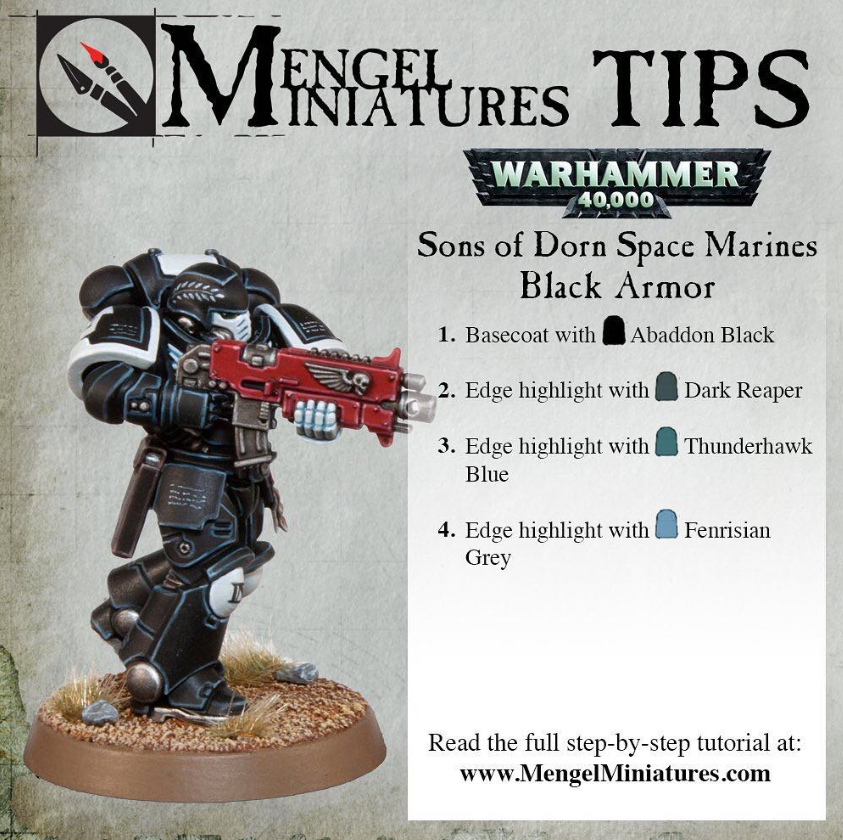 MENGEL
MINIATURES TIPS
WARHAMMER
40,000
Sons of Dorn Space Marines
Black Armor
1. Basecoat with Abaddon Black
2. Edge highlight with Dark Reaper
3. Edge highlight with Thunderhawk
Blue
4. Edge highlight with Fenrisian
Grey
Read the full step-by-step tutorial at:
www.MengelMiniatures.com